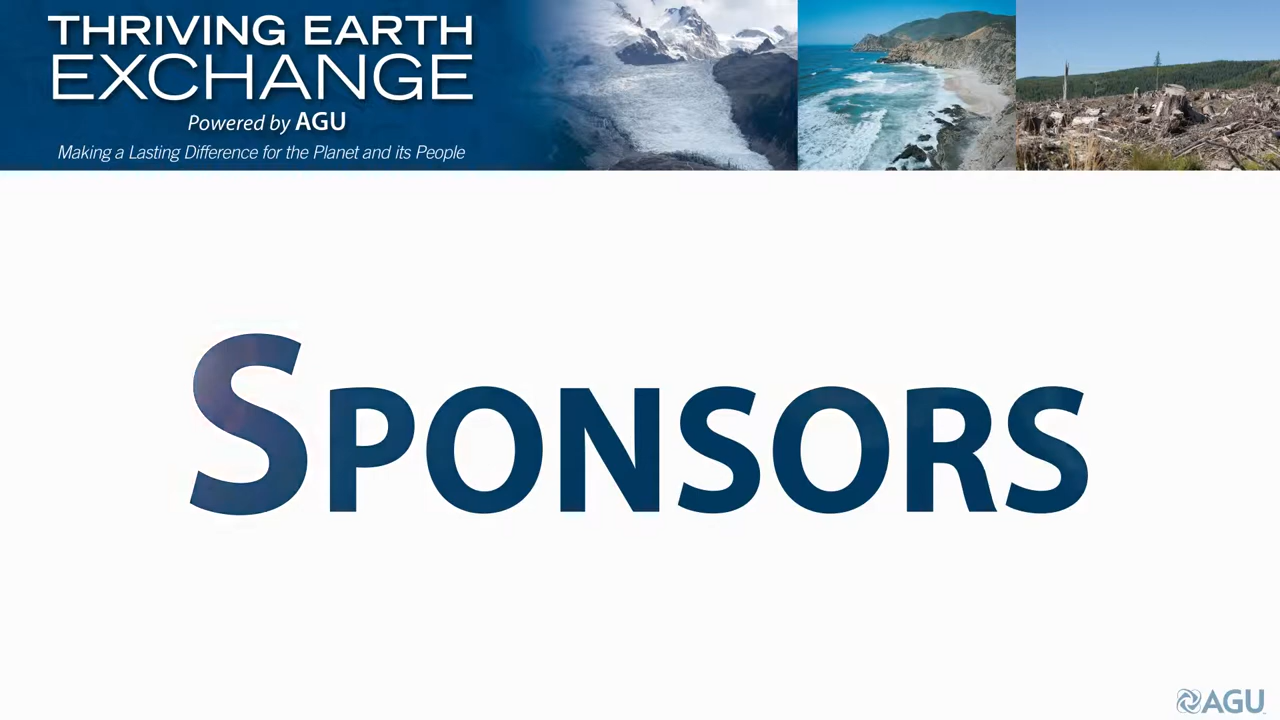 THRIVING EARTH
EXCHANGE
Powered by AGU
Making a Lasting Difference for the Planet and its People
SPONSORS
AGU